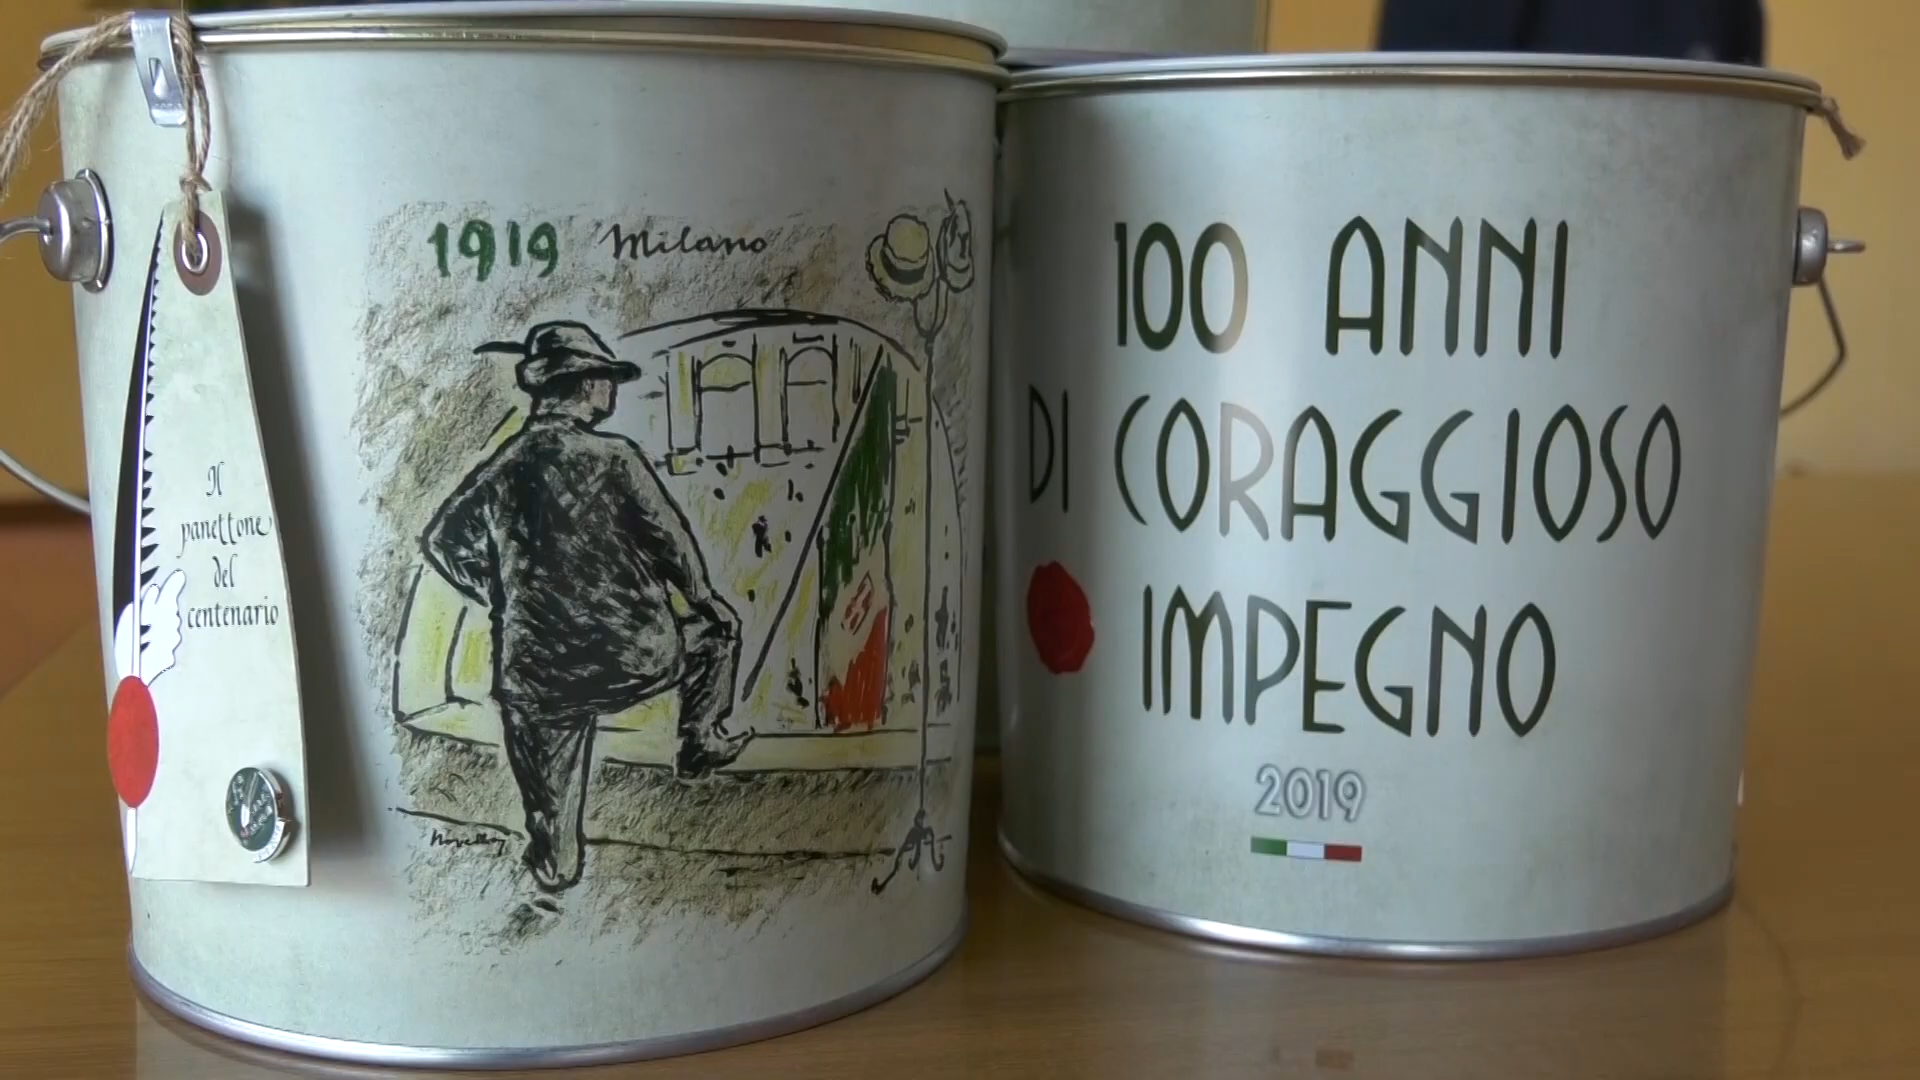 1919 Milano
Il
panettone
del
centenario
100 ANNI
DI CORAGGIOSO
IMPEGNO
2019